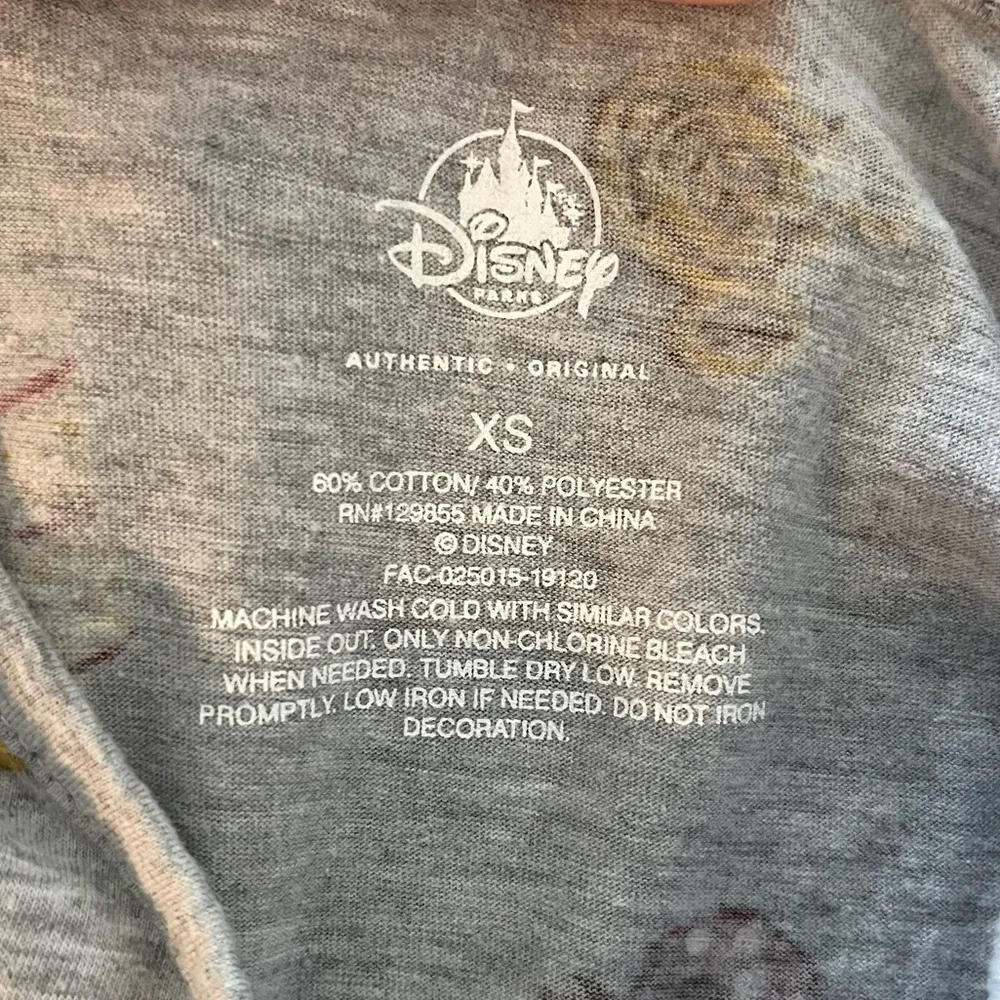 Disney
PARKS
AUTHENTIC • ORIGINAL
XS
60% COTTON/ 40% POLYESTER
RN#129855 MADE IN CHINA
© DISNEY
FAC-025015-19120
MACHINE WASH COLD WITH SIMILAR COLORS.
INSIDE OUT. ONLY NON-CHLORINE BLEACH
WHEN NEEDED. TUMBLE DRY LOW. REMOVE
PROMPTLY. LOW IRON IF NEEDED. DO NOT IRON
DECORATION.